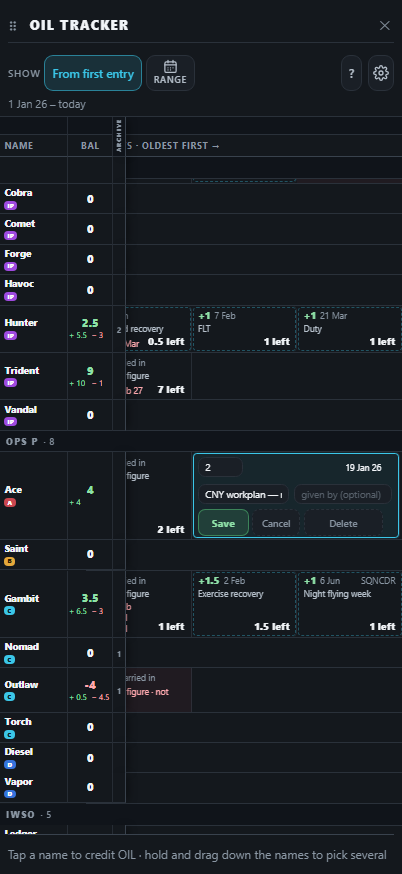 OIL TRACKER
SHOW From first entry RANGE ?
1 Jan 26 – today
ARCHIVE
NAME BAL S · OLDEST FIRST →
Cobra 0
IP
Comet 0
IP
Forge 0
IP
Havoc 0
IP
Hunter 2.5 2 l recovery +1 7 Feb +1 21 Mar
IP + 5.5 − 3 Mar 0.5 left FLT 1 left Duty 1 left
Trident 9 ed in
IP + 10 − 1 figure
b 27 7 left
Vandal 0
IP
OPS P · 8
Ace 4 ed in 2 19 Jan 26
A + 4 figure CNY workplan — given by (optional)
2 left Save Cancel Delete
Saint 0
B
Gambit 3.5 ed in +1.5 2 Feb +1 6 Jun SQNCDR
C + 6.5 − 3 figure Exercise recovery Night flying week
1 left 1.5 left 1 left
Nomad 0 1
C
Outlaw -4 1 arried in
C + 0.5 − 4.5 figure · not
Torch 0
C
Diesel 0
D
Vapor 0
D
IWSO · 5
Tap a name to credit OIL · hold and drag down the names to pick several